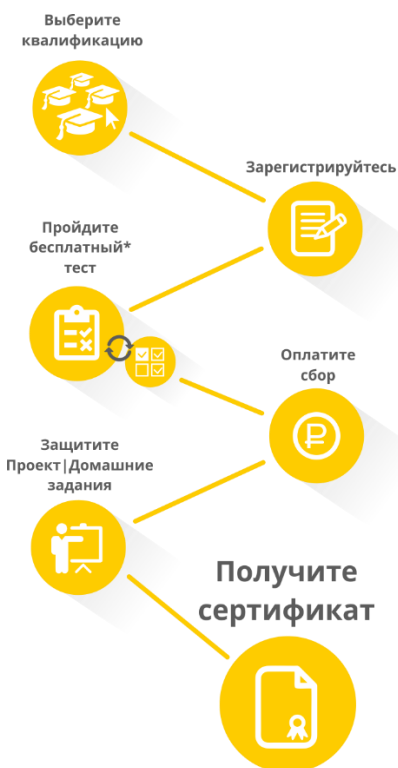 Выберите
квалификацию
Зарегистрируйтесь
Пройдите
бесплатный*
тест
Оплатите
сбор
Защитите
Проект|Домашние
задания
Получите
сертификат